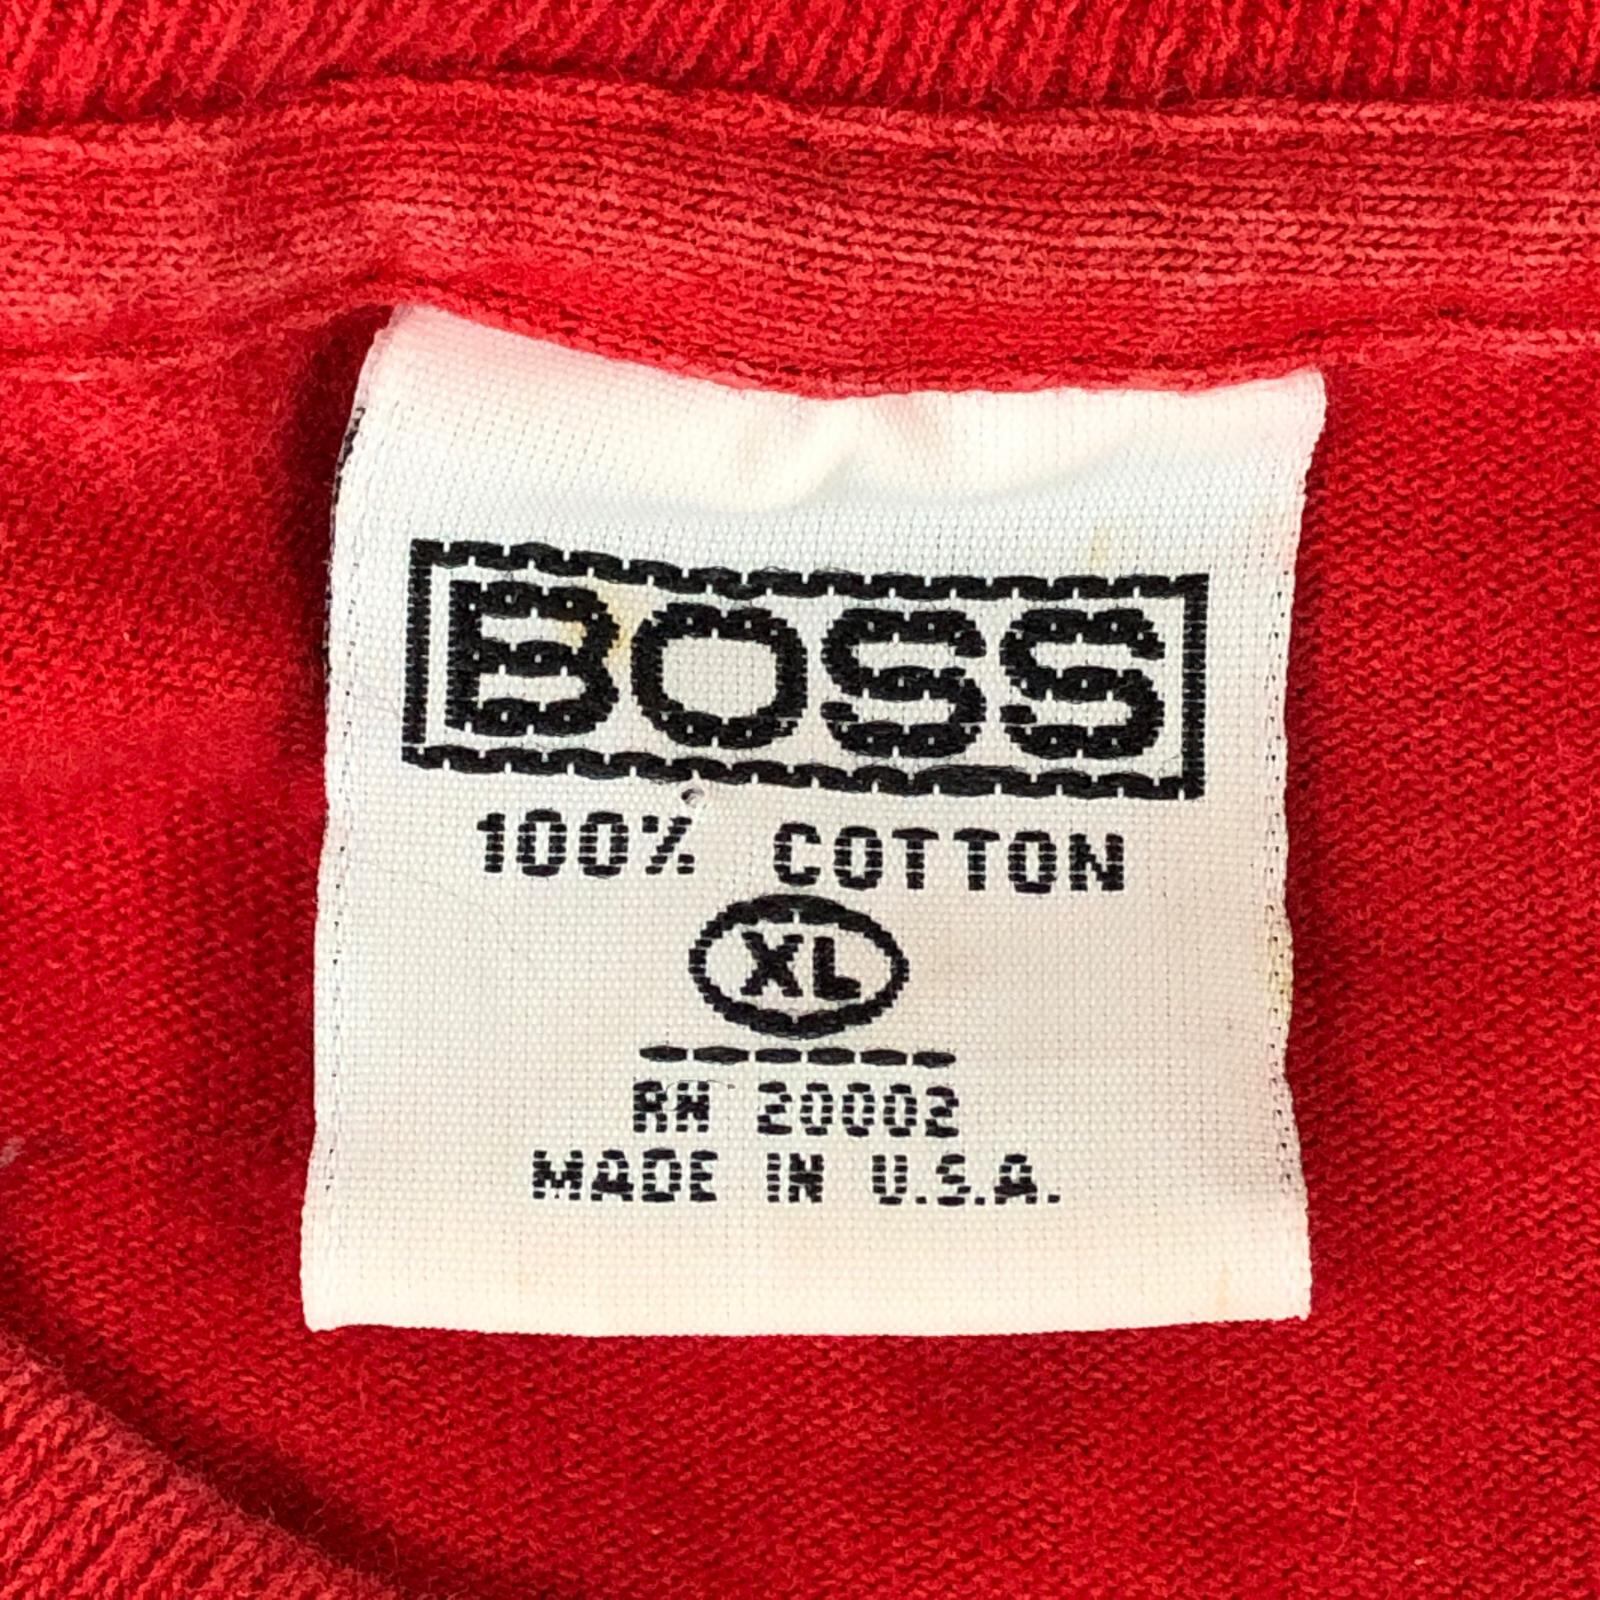 BOSS
100% COTTON
XL
RN 20002
MADE IN U.S.A.